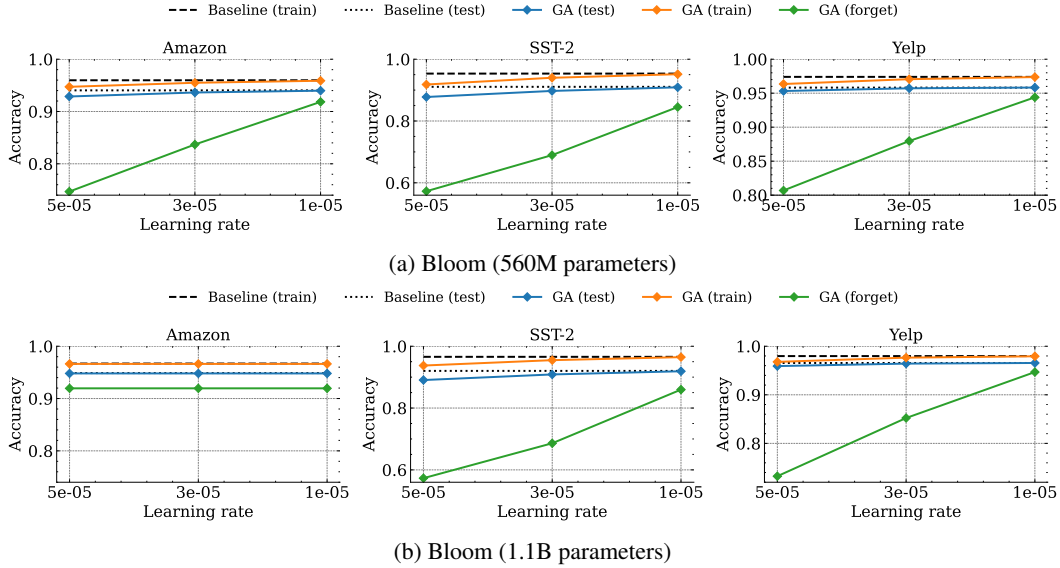 Baseline (train) Baseline (test) GA (test) GA (train) GA (forget)
Amazon SST-2 Yelp
1.0 1.0 1.00
0.9 0.8 0.95
0.8 0.6 0.90
0.85
0.80
Accuracy Accuracy Accuracy
5e-05 3e-05 1e-05 5e-05 3e-05 1e-05 5e-05 3e-05 1e-05
Learning rate Learning rate Learning rate
(a) Bloom (560M parameters)
Baseline (train) Baseline (test) GA (test) GA (train) GA (forget)
Amazon SST-2 Yelp
1.0 1.0 1.0
0.9 0.8 0.9
0.8 0.6 0.8
Accuracy Accuracy Accuracy
5e-05 3e-05 1e-05 5e-05 3e-05 1e-05 5e-05 3e-05 1e-05
Learning rate Learning rate Learning rate
(b) Bloom (1.1B parameters)